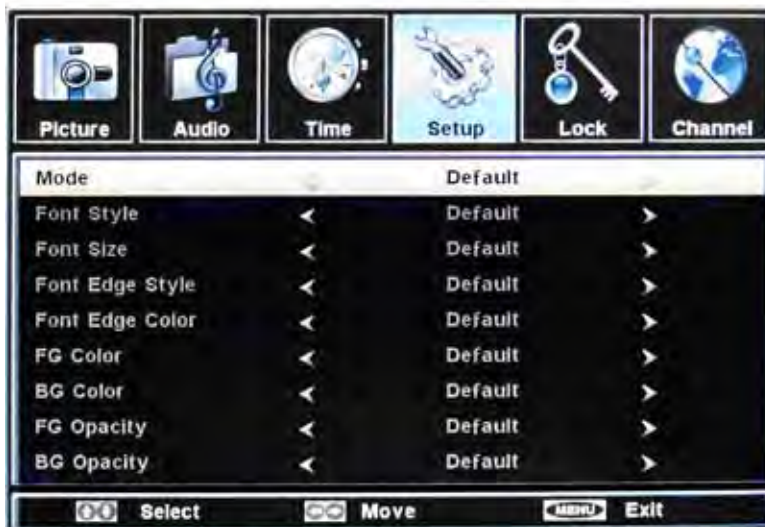 Picture Audio Time Setup Lock Channel
Mode Default
Font Style Default
Font Size Default
Font Edge Style Default
Font Edge Color Default
FG Color Default
BG Color Default
FG Opacity Default
BG Opacity Default
Select Move MENU Exit